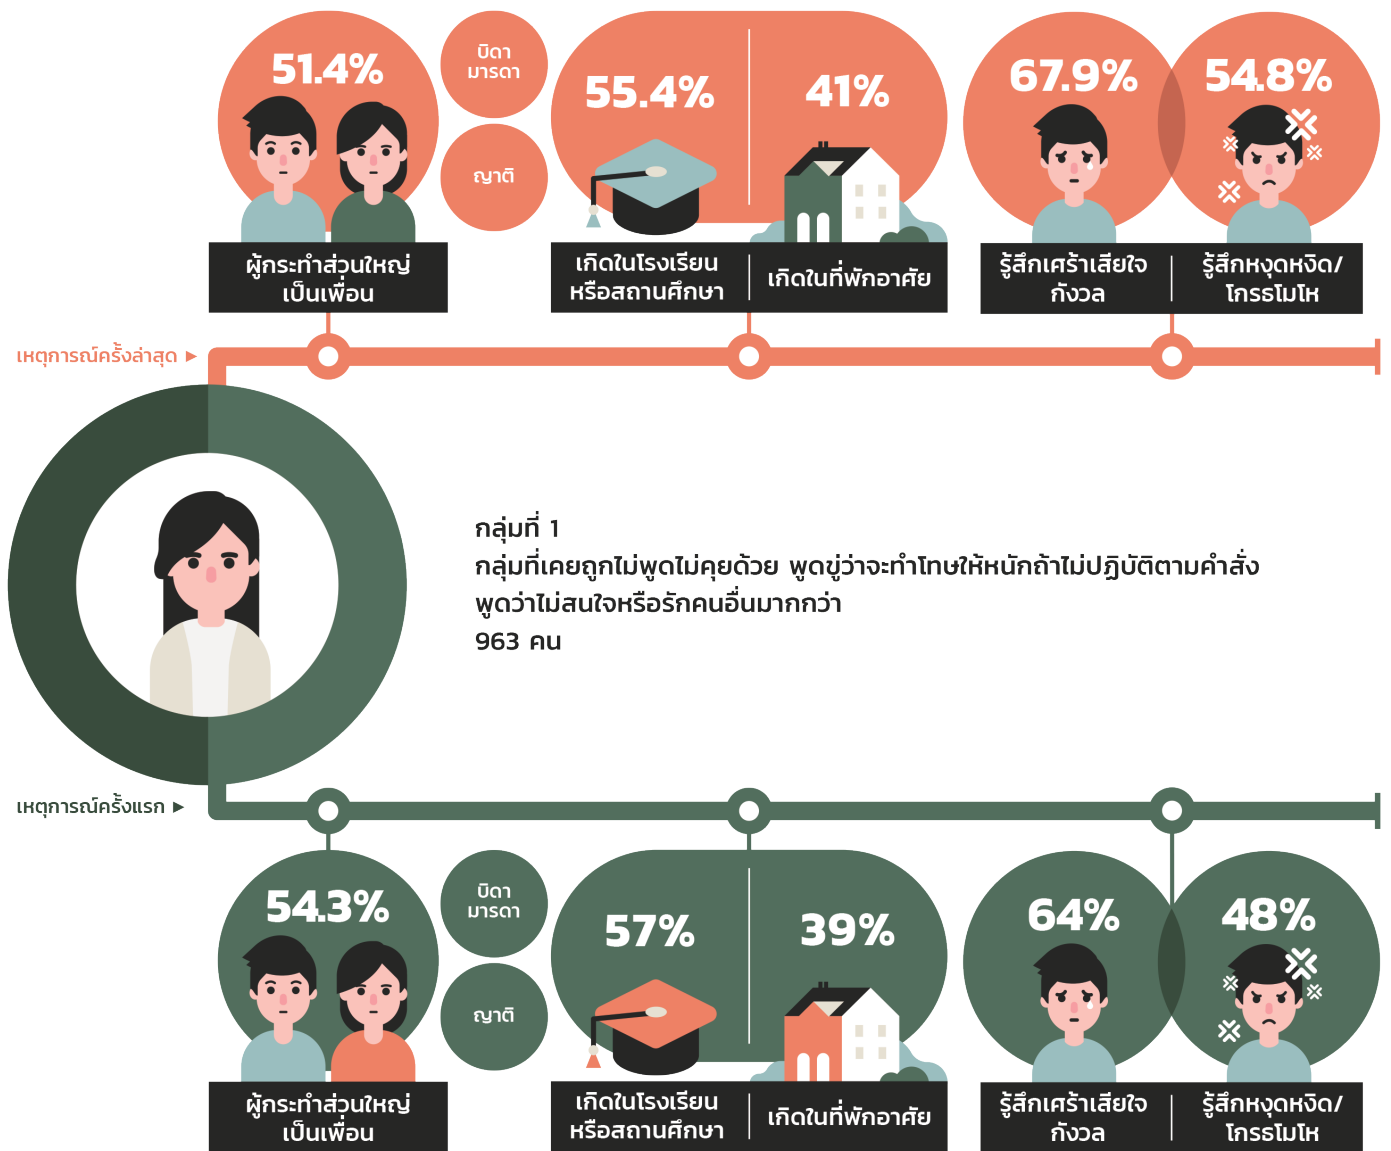 51.4%
บิดา
มารดา
ญาติ
ผู้กระทำส่วนใหญ่
เป็นเพื่อน
55.4%
41%
เกิดในโรงเรียน
หรือสถานศึกษา
เกิดในที่พักอาศัย
67.9%
54.8%
รู้สึกเศร้าเสียใจ
กังวล
รู้สึกหงุดหงิด/
โกรธโมโห
เหตุการณ์ครั้งล่าสุด ►
กลุ่มที่ 1
กลุ่มที่เคยถูกไม่พูดไม่คุยด้วย พูดขู่ว่าจะทำโทษให้หนักถ้าไม่ปฏิบัติตามคำสั่ง
พูดว่าไม่สนใจหรือรักคนอื่นมากกว่า
963 คน
เหตุการณ์ครั้งแรก ►
54.3%
บิดา
มารดา
ญาติ
ผู้กระทำส่วนใหญ่
เป็นเพื่อน
57%
39%
เกิดในโรงเรียน
หรือสถานศึกษา
เกิดในที่พักอาศัย
64%
48%
รู้สึกเศร้าเสียใจ
กังวล
รู้สึกหงุดหงิด/
โกรธโมโห